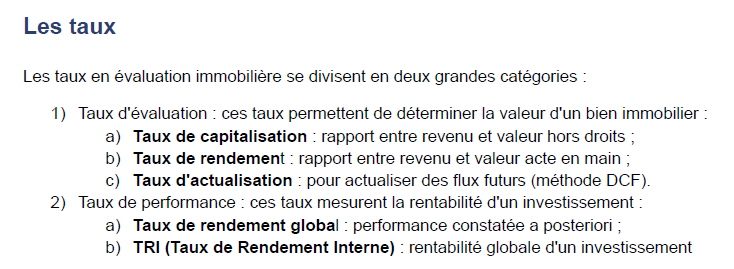 Les taux
Les taux en évaluation immobilière se divisent en deux grandes catégories :
1) Taux d'évaluation : ces taux permettent de déterminer la valeur d'un bien immobilier :
a) Taux de capitalisation : rapport entre revenu et valeur hors droits ;
b) Taux de rendement : rapport entre revenu et valeur acte en main ;
c) Taux d'actualisation : pour actualiser des flux futurs (méthode DCF).
2) Taux de performance : ces taux mesurent la rentabilité d'un investissement :
a) Taux de rendement global : performance constatée a posteriori ;
b) TRI (Taux de Rendement Interne) : rentabilité globale d'un investissement